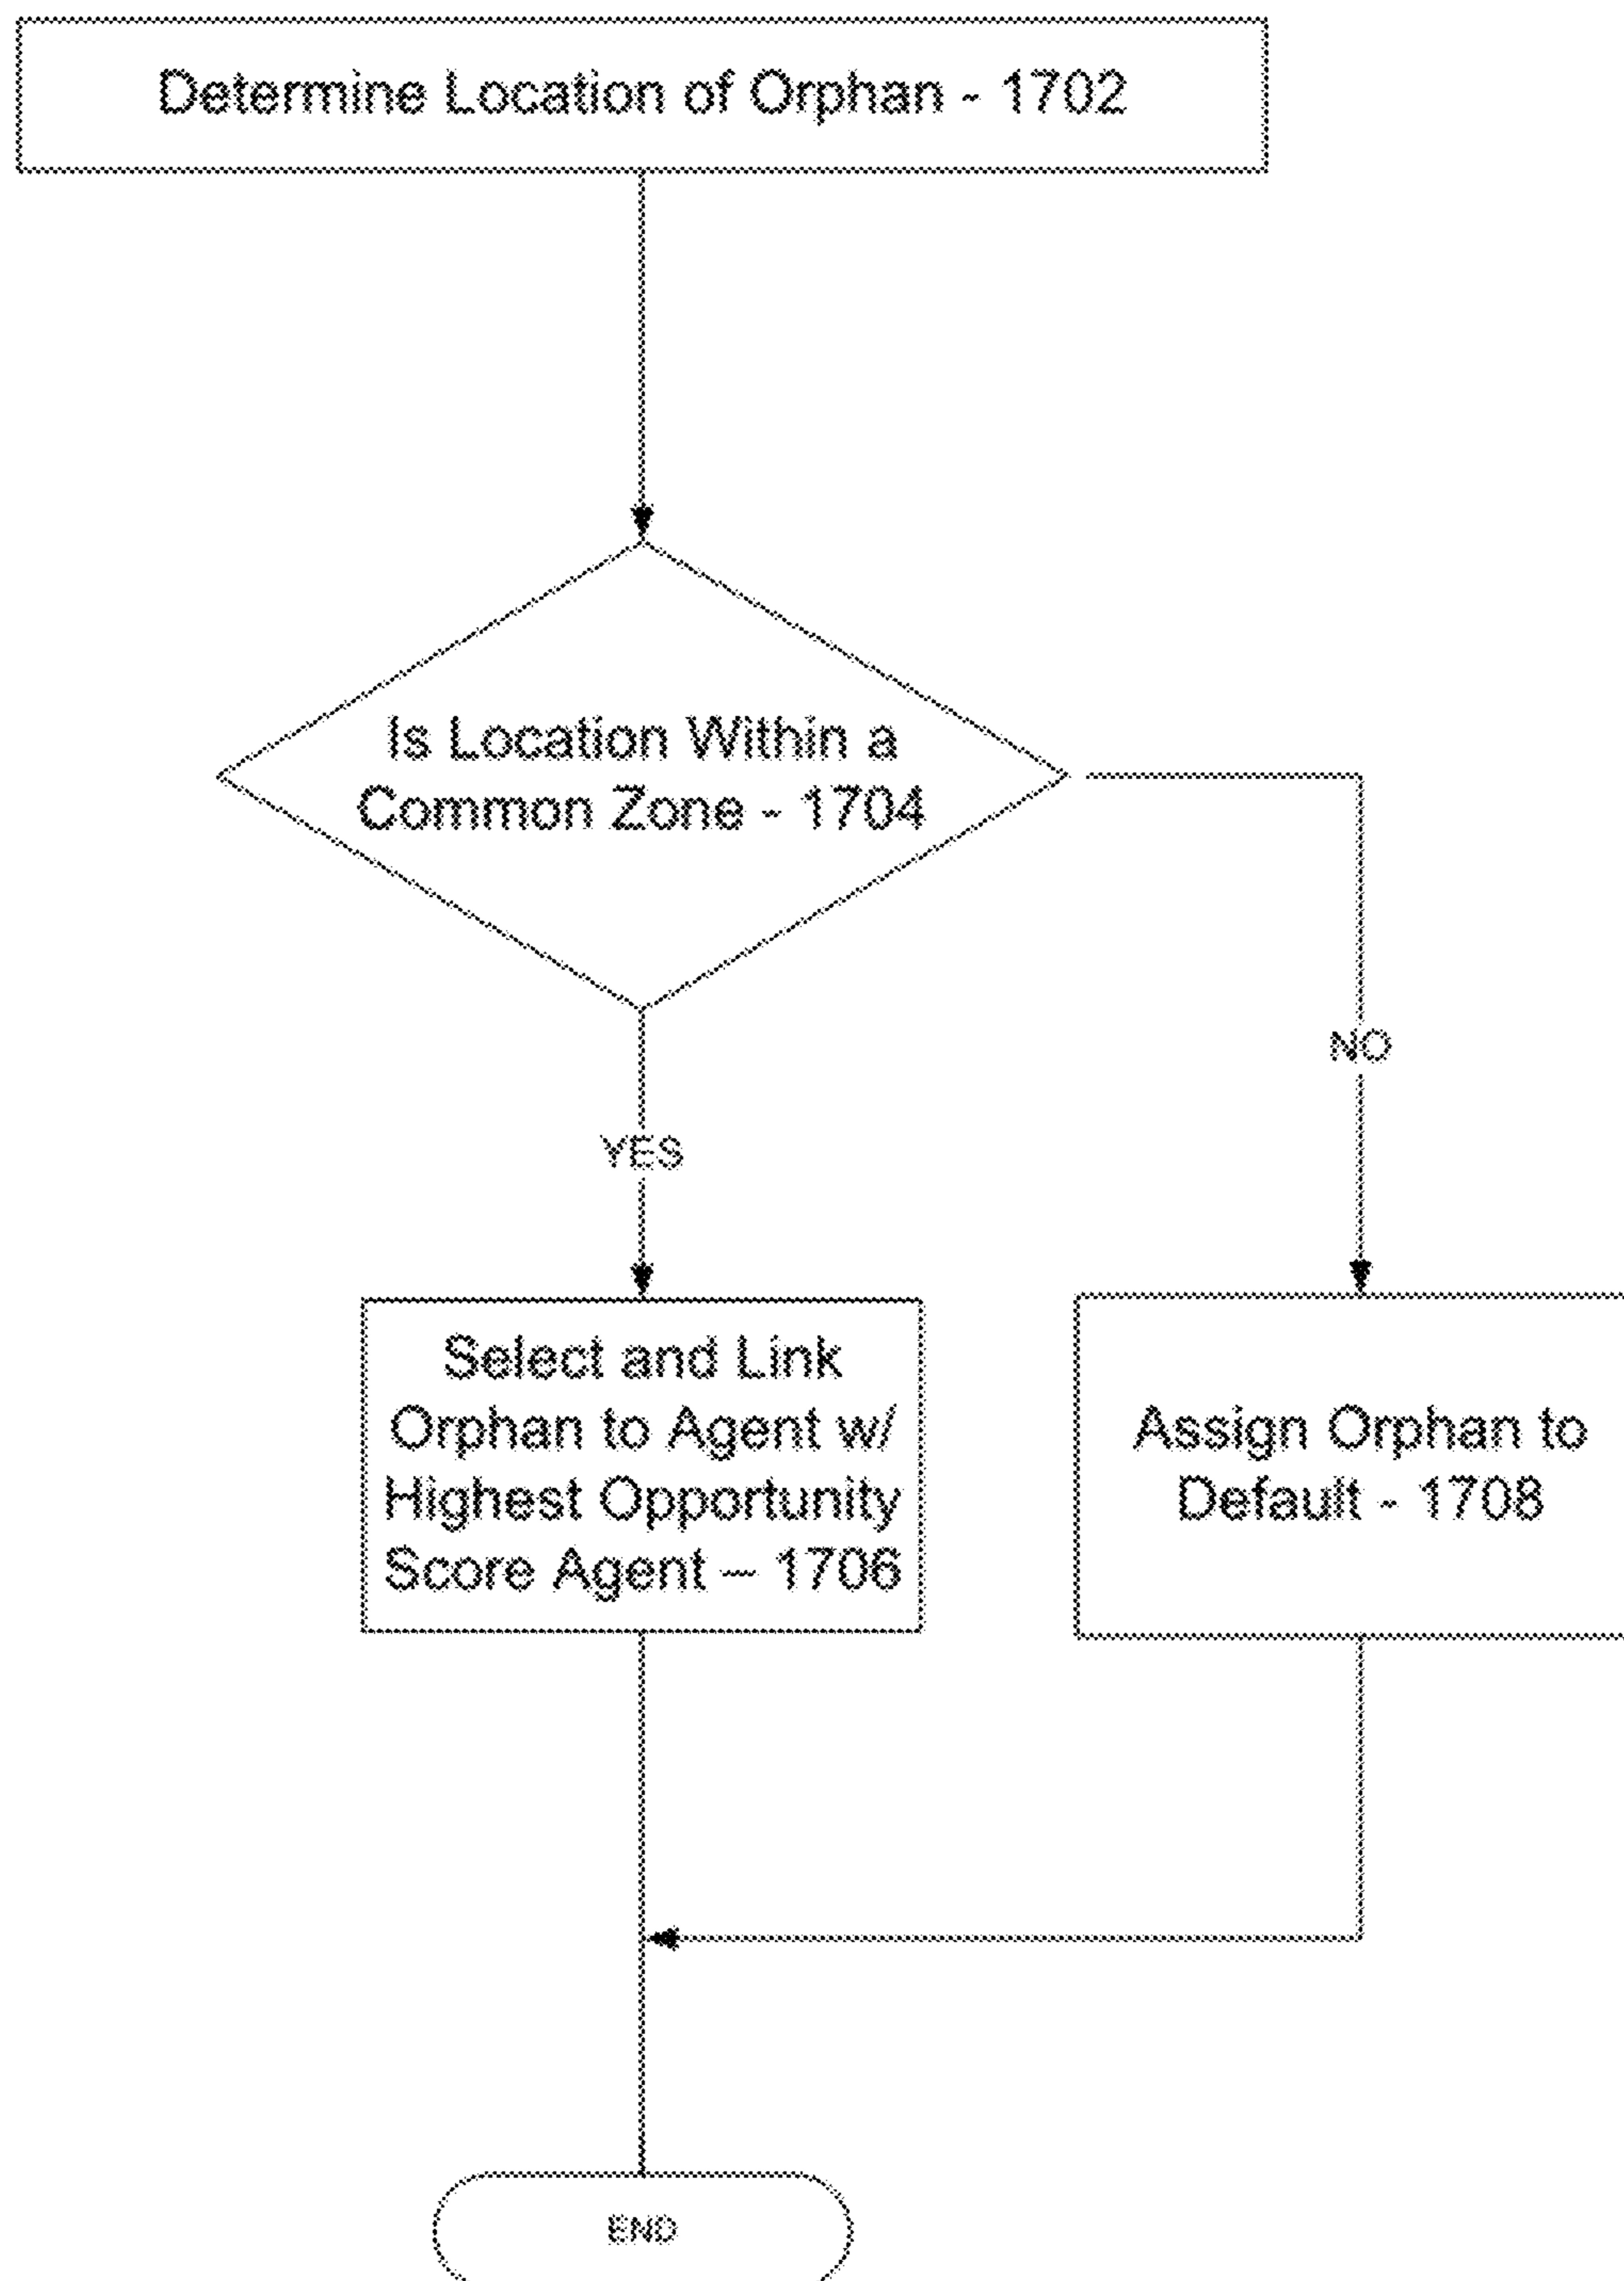 Determine Location of Orphan - 1702
Is Location Within a
Common Zone - 1704
NO
YES
Select and Link
Orphan to Agent w/
Highest Opportunity
Score Agent – 1706
Assign Orphan to
Default - 1708
END